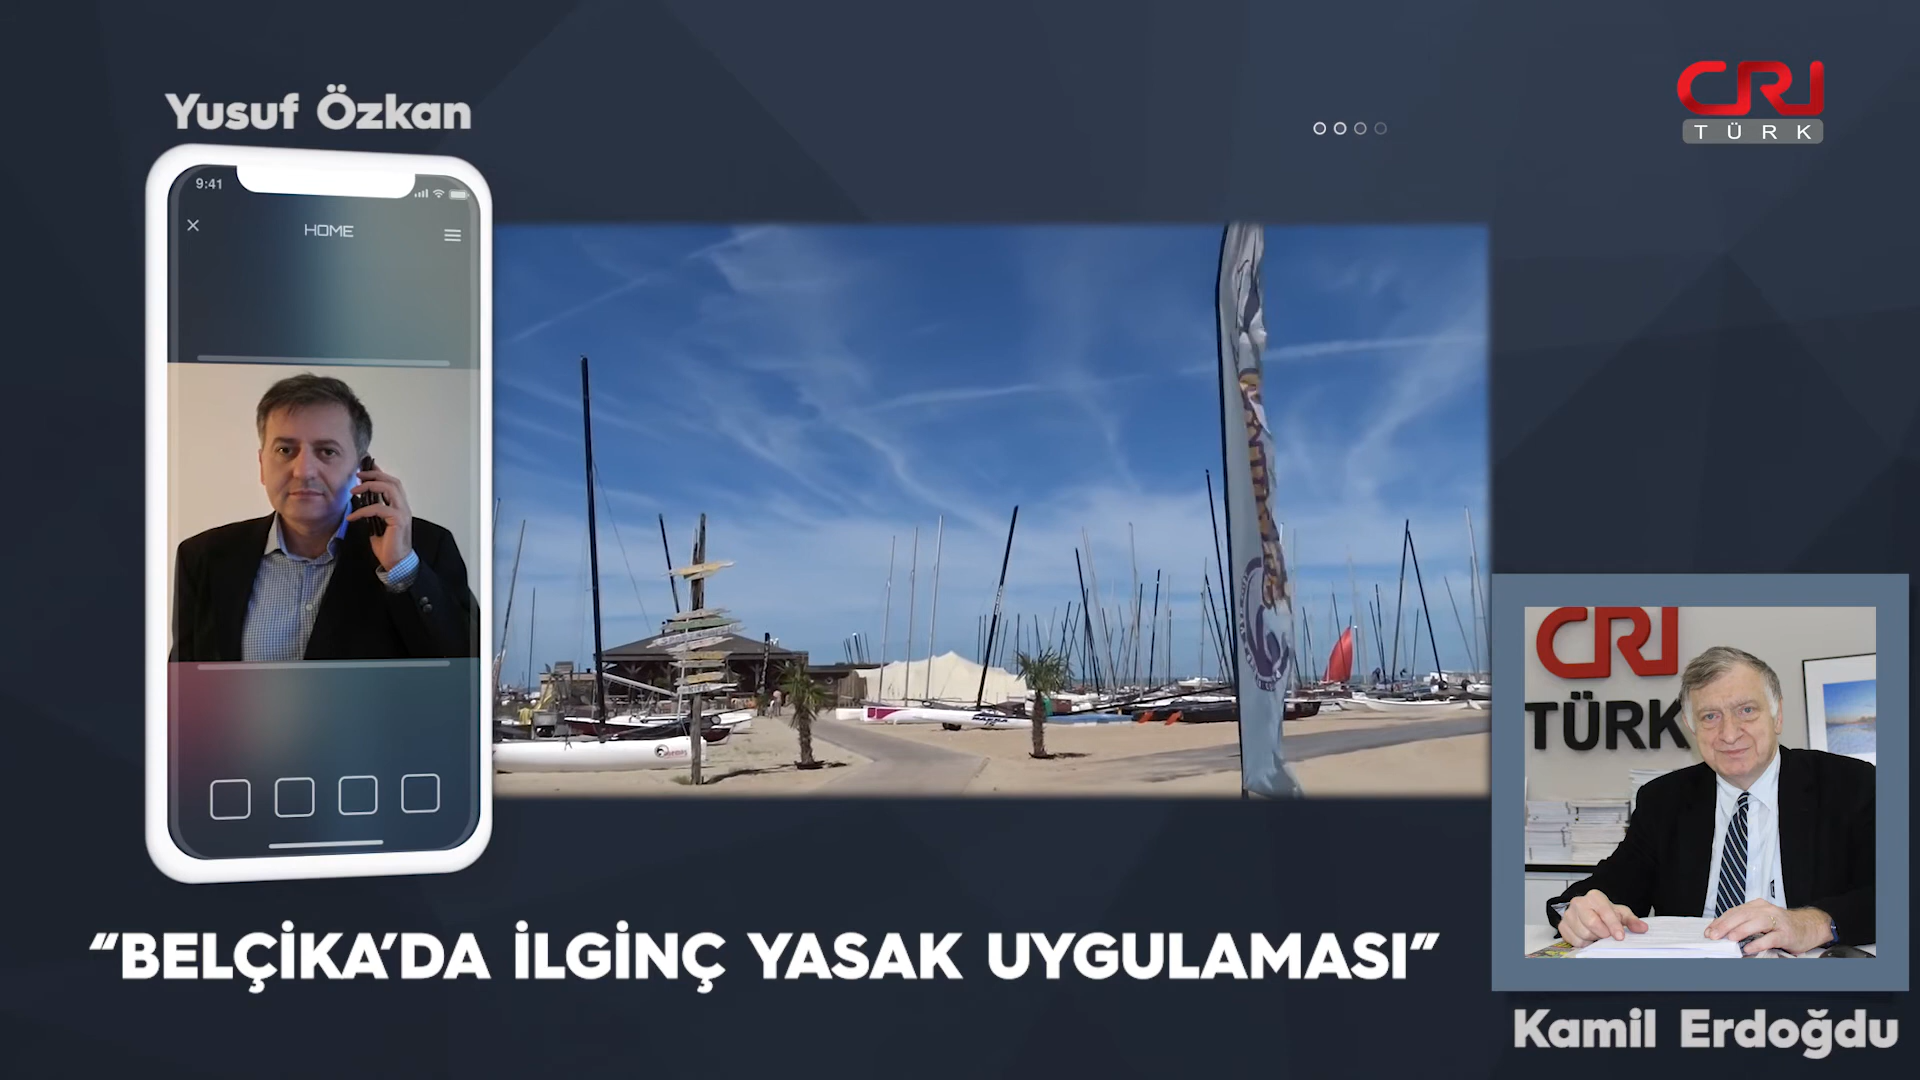 Yusuf Özkan
CRI
TÜRK
9:41
HOME
CRI
TÜRK
“BELÇİKA’DA İLGİNÇ YASAK UYGULAMASI”
Kamil Erdoğdu